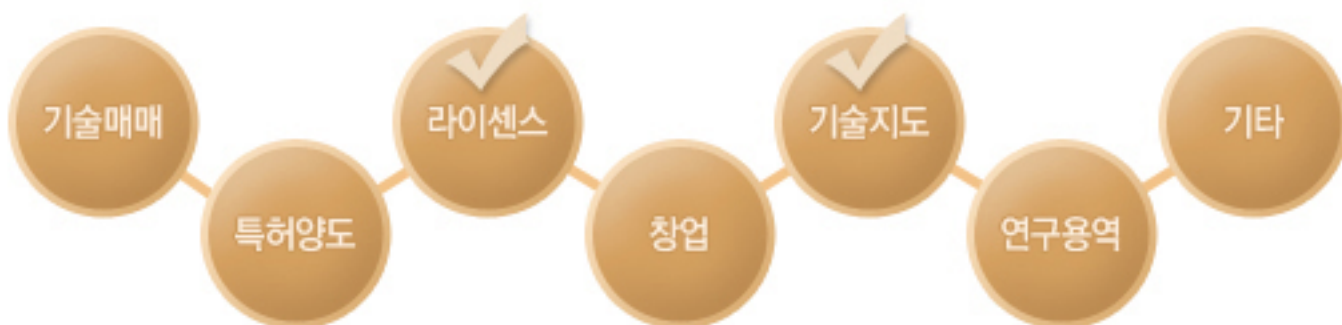 기술매매
특허양도
라이센스
창업
기술지도
연구용역
기타